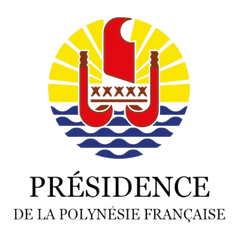 PRÉSIDENCE
DE LA POLYNÉSIE FRANÇAISE